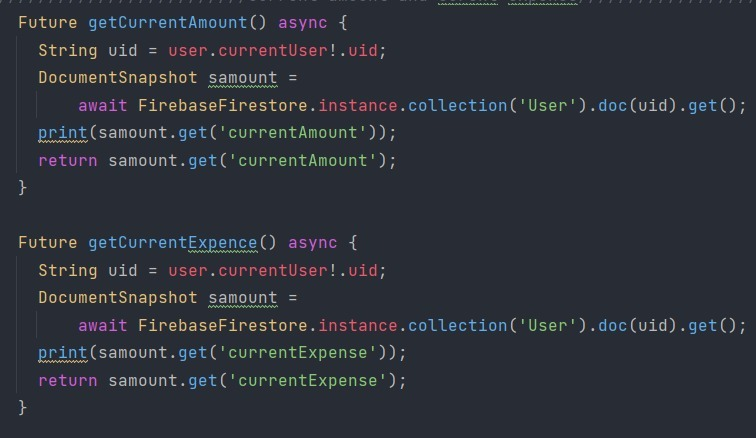 Future getCurrentAmount() async {
String uid = user.currentUser!.uid;
DocumentSnapshot samount =
await FirebaseFirestore.instance.collection('User').doc(uid).get();
print(samount.get('currentAmount'));
return samount.get('currentAmount');
}
Future getCurrentExpence() async {
String uid = user.currentUser!.uid;
DocumentSnapshot samount =
await FirebaseFirestore.instance.collection('User').doc(uid).get();
print(samount.get('currentExpense'));
return samount.get('currentExpense');
}